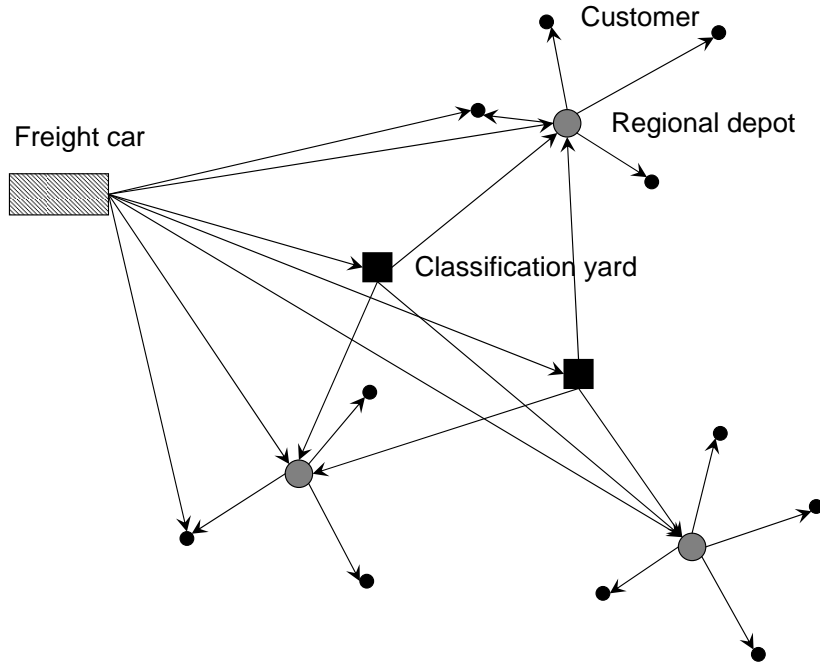 Customer
Regional depot
Freight car
Classification yard